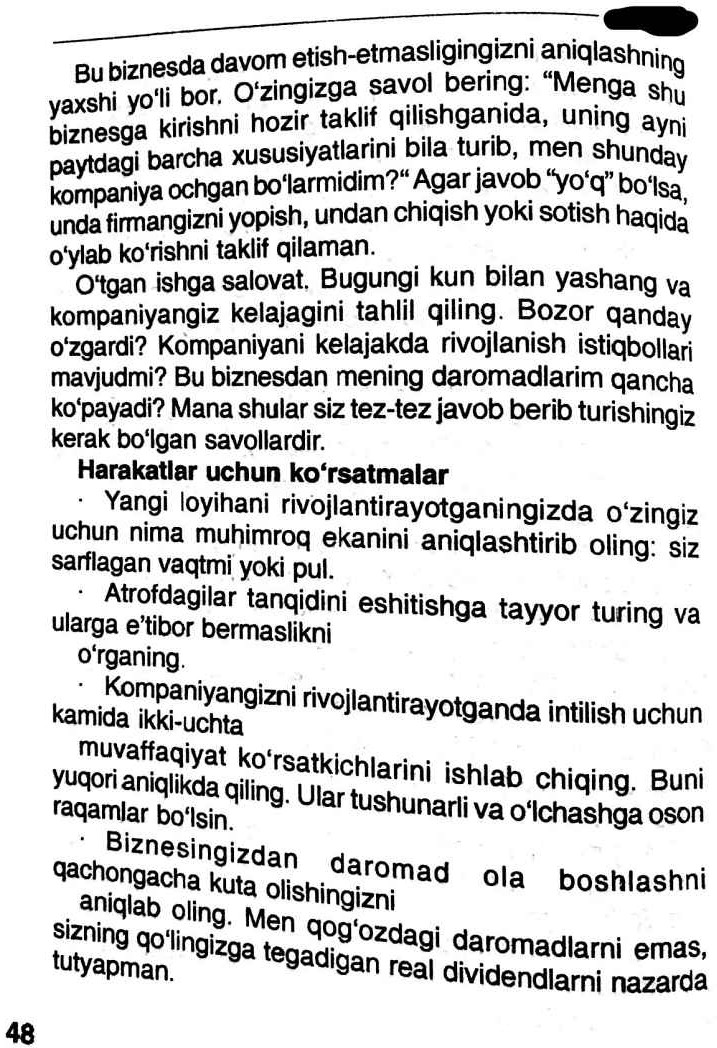 Bu biznesda davom etish-etmasligingizni aniqlashning
yaxshi yo‘li bor. O‘zingizga savol bering: “Menga shu
biznesga kirishni hozir taklif qilishganida, uning ayni
paytdagi barcha xususiyatlarini bila turib, men shunday
kompaniya ochgan bo‘larmidim?“ Agar javob “yo‘q” bo‘lsa,
unda firmangizni yopish, undan chiqish yoki sotish haqida
o‘ylab ko‘rishni taklif qilaman.
O‘tgan ishga salovat. Bugungi kun bilan yashang va
kompaniyangiz kelajagini tahlil qiling. Bozor qanday
o‘zgardi? Kompaniyani kelajakda rivojlanish istiqbollari
mavjudmi? Bu biznesdan mening daromadlarim qancha
ko‘payadi? Mana shular siz tez-tez javob berib turishingiz
kerak bo‘lgan savollardir.
Harakatlar uchun ko‘rsatmalar
· Yangi loyihani rivojlantirayotganingizda o‘zingiz
uchun nima muhimroq ekanini aniqlashtirib oling: siz
sarflagan vaqtmi yoki pul.
· Atrofdagilar tanqidini eshitishga tayyor turing va
ularga e’tibor bermaslikni
o‘rganing.
· Kompaniyangizni rivojlantirayotganda intilish uchun
kamida ikki-uchta
muvaffaqiyat ko‘rsatkichlarini ishlab chiqing. Buni
yuqori aniqlikda qiling. Ular tushunarli va o‘lchashga oson
raqamlar bo‘lsin.
· Biznesingizdan daromad ola boshlashni
qachongacha kuta olishingizni
aniqlab oling. Men qog‘ozdagi daromadlarni emas,
sizning qo‘lingizga tegadigan real dividendlarni nazarda
tutyapman.
48